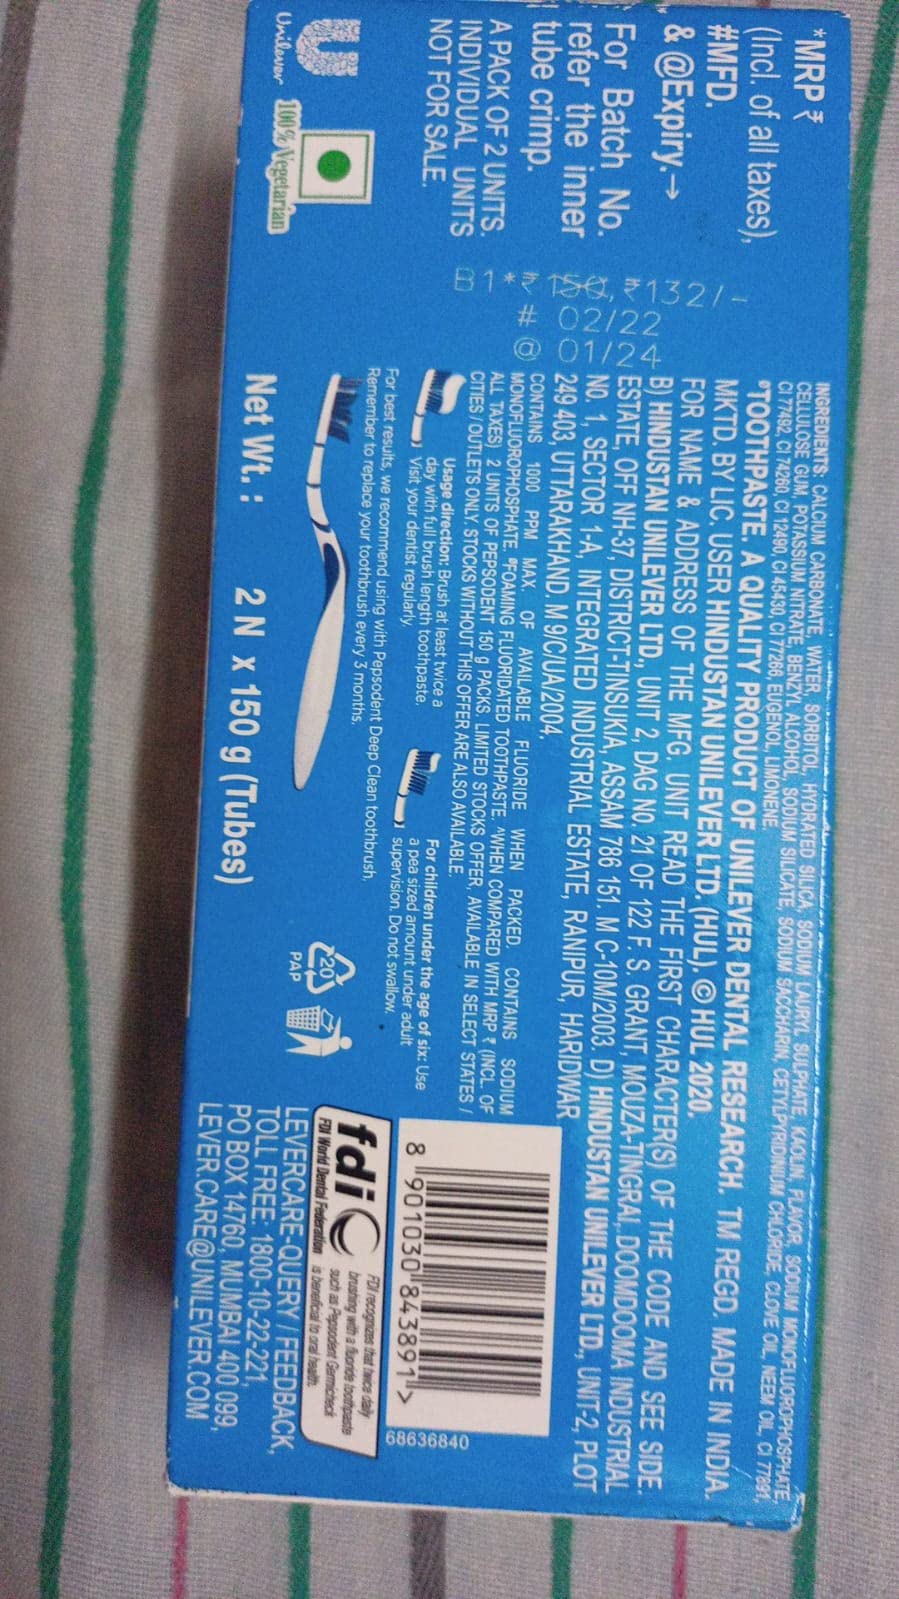 *MRP ₹
(Incl. of all taxes),
#MFD.
& @Expiry.→
For Batch No.
refer the inner
tube crimp.
A PACK OF 2 UNITS.
INDIVIDUAL UNITS
NOT FOR SALE.
Unilever
100% Vegetarian
B1*₹ 150, ₹132/-
# 02/22
@ 01/24
INGREDIENTS: CALCIUM CARBONATE, WATER, SORBITOL, HYDRATED SILICA, SODIUM LAURYL SULPHATE, KAOLIN, FLAVOR, SODIUM MONOFLUOROPHOSPHATE,
CELLULOSE GUM, POTASSIUM NITRATE, BENZYL ALCOHOL, SODIUM SILICATE, SODIUM SACCHARIN, CETYLPYRIDINIUM CHLORIDE, CLOVE OIL, NEEM OIL, CI 77891,
CI 77492, CI 74260, CI 12490, CI 45430, CI 77266, EUGENOL, LIMONENE.
TOOTHPASTE. A QUALITY PRODUCT OF UNILEVER DENTAL RESEARCH. TM REGD. MADE IN INDIA.
MKTD. BY LIC. USER HINDUSTAN UNILEVER LTD. (HUL). © HUL 2020.
FOR NAME & ADDRESS OF THE MFG. UNIT READ THE FIRST CHARACTER(S) OF THE CODE AND SEE SIDE.
B) HINDUSTAN UNILEVER LTD., UNIT 2, DAG No. 21 OF 122 F. S. GRANT, MOUZA-TINGRAI, DOOMDOOMA INDUSTRIAL
ESTATE, OFF NH-37, DISTRICT-TINSUKIA, ASSAM 786 151. M C-10M/2003. D) HINDUSTAN UNILEVER LTD., UNIT-2, PLOT
NO. 1, SECTOR 1-A, INTEGRATED INDUSTRIAL ESTATE, RANIPUR, HARIDWAR
249 403, UTTARAKHAND, M 9/C/UA/2004,
CONTAINS 1000 PPM MAX. OF AVAILABLE FLUORIDE WHEN PACKED. CONTAINS SODIUM
MONOFLUOROPHOSPHATE. FOAMING FLUORIDATED TOOTHPASTE. ^WHEN COMPARED WITH MRP ₹ (INCL. OF
ALL TAXES) 2 UNITS OF PEPSODENT 150 g PACKS. LIMITED STOCKS OFFER, AVAILABLE IN SELECT STATES /
CITIES / OUTLETS ONLY. STOCKS WITHOUT THIS OFFER ARE ALSO AVAILABLE.
Usage direction: Brush at least twice a
day with full brush length toothpaste.
Visit your dentist regularly.
For children under the age of six: Use
a pea sized amount under adult
supervision. Do not swallow.
For best results, we recommend using with Pepsodent Deep Clean toothbrush.
Remember to replace your toothbrush every 3 months.
Net Wt. : 2 N x 150 g (Tubes)
20
PAP
8 901030 843891 >
68636840
fdi
FDI World Dental Federation
FDI recognizes that twice daily
brushing with a fluoride toothpaste
such as Pepsodent Germicheck
is beneficial to oral health.
LEVERCARE-QUERY / FEEDBACK,
TOLL FREE: 1800-10-22-221,
PO BOX 14760, MUMBAI 400 099,
LEVER.CARE@UNILEVER.COM